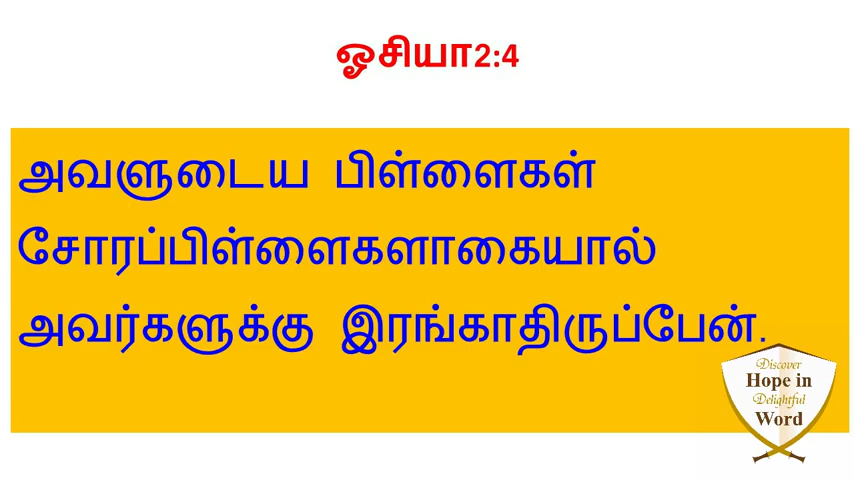 ஓசியா2:4
அவளுடைய பிள்ளைகள்
சோரப்பிள்ளைகளாகையால்
அவர்களுக்கு இரங்காதிருப்பேன்.
Discover
Hope in
Delightful
Word